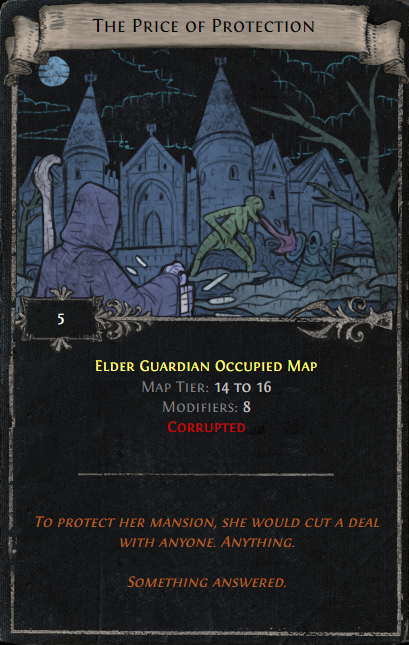 The Price of Protection
5
Elder Guardian Occupied Map
Map Tier: 14 to 16
Modifiers: 8
Corrupted
To protect her mansion, she would cut a deal
with anyone. Anything.
Something answered.